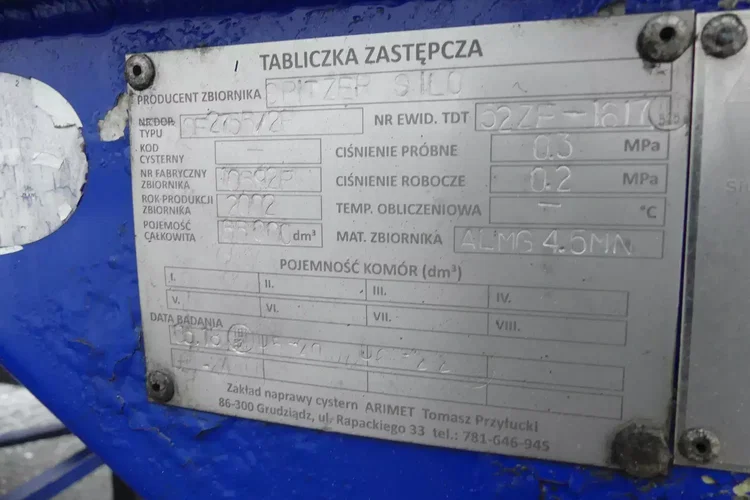 TABLICZKA ZASTĘPCZA
PRODUCENT ZBIORNIKA SPITZER SILO
NR DOP. TYPU
NR EWID. TDT
KOD CYSTERNY —
CIŚNIENIE PRÓBNE 0.3 MPa
NR FABRYCZNY ZBIORNIKA
CIŚNIENIE ROBOCZE 0.2 MPa
ROK PRODUKCJI ZBIORNIKA 2002
TEMP. OBLICZENIOWA — °C
POJEMOŚĆ CAŁKOWITA dm³
MAT. ZBIORNIKA ALMG 4.5MN
POJEMNOŚĆ KOMÓR (dm³)
I. II. III. IV.
V. VI. VII. VIII.
DATA BADANIA
Zakład naprawy cystern ARIMET Tomasz Przyłucki
86-300 Grudziądz, ul. Rapackiego 33 tel.: 781-646-945